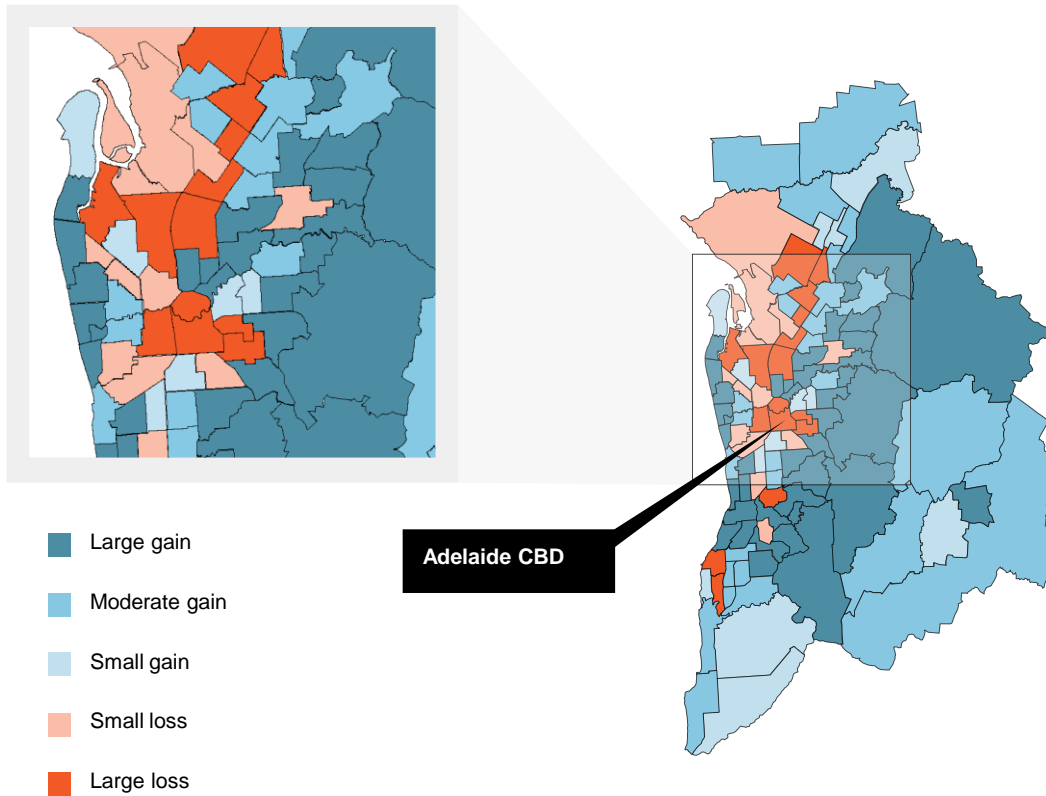 Adelaide CBD
Large gain
Moderate gain
Small gain
Small loss
Large loss